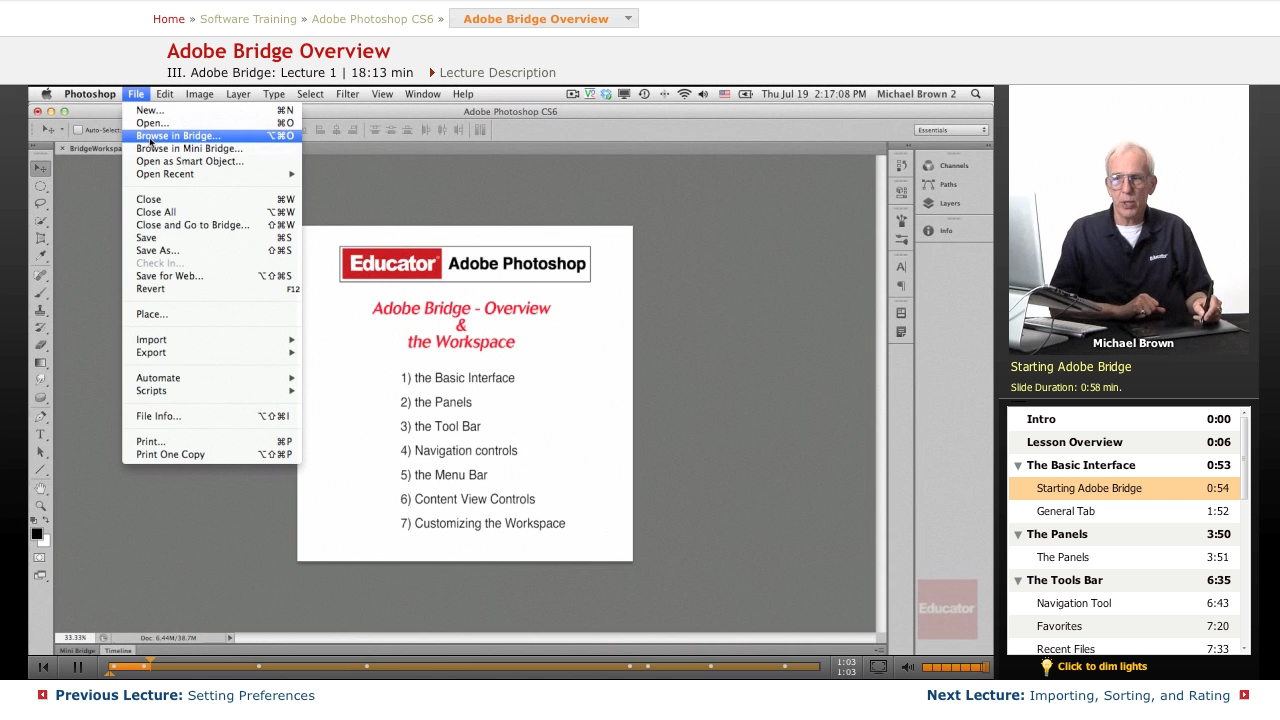 Home » Software Training » Adobe Photoshop CS6 » Adobe Bridge Overview
Adobe Bridge Overview
III. Adobe Bridge: Lecture 1 | 18:13 min Lecture Description
Photoshop File Edit Image Layer Type Select Filter View Window Help Thu Jul 19 2:17:08 PM Michael Brown 2
Adobe Photoshop CS6
Auto-Select:
Essentials
BridgeWorkspa
New... ⌘N
Open... ⌘O
Browse in Bridge... ⌥⌘O
Browse in Mini Bridge...
Open as Smart Object...
Open Recent
Close ⌘W
Close All ⌥⌘W
Close and Go to Bridge... ⇧⌘W
Save ⌘S
Save As... ⇧⌘S
Check In...
Save for Web... ⌥⇧⌘S
Revert F12
Place...
Import
Export
Automate
Scripts
File Info... ⌥⇧⌘I
Print... ⌘P
Print One Copy ⌥⇧⌘P
Educator Adobe Photoshop
Adobe Bridge - Overview
&
the Workspace
1) the Basic Interface
2) the Panels
3) the Tool Bar
4) Navigation controls
5) the Menu Bar
6) Content View Controls
7) Customizing the Workspace
Channels
Paths
Layers
Info
Educator
33.33% Doc: 6.44M/38.7M
Mini Bridge Timeline
1:03
1:03
Educator
Michael Brown
Starting Adobe Bridge
Slide Duration: 0:58 min.
Intro 0:00
Lesson Overview 0:06
The Basic Interface 0:53
Starting Adobe Bridge 0:54
General Tab 1:52
The Panels 3:50
The Panels 3:51
The Tools Bar 6:35
Navigation Tool 6:43
Favorites 7:20
Recent Files 7:33
Click to dim lights
Previous Lecture: Setting Preferences
Next Lecture: Importing, Sorting, and Rating